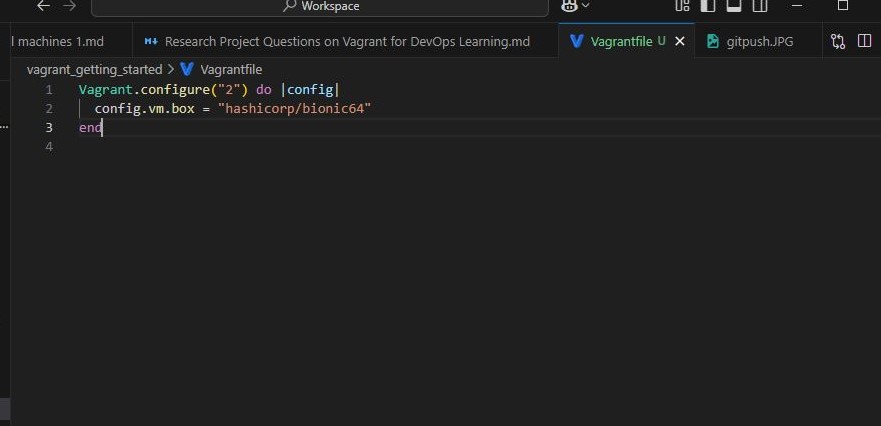 Workspace
machines 1.md
Research Project Questions on Vagrant for DevOps Learning.md
Vagrantfile U
gitpush.JPG
vagrant_getting_started > Vagrantfile
1 Vagrant.configure("2") do |config|
2 config.vm.box = "hashicorp/bionic64"
3 end
4